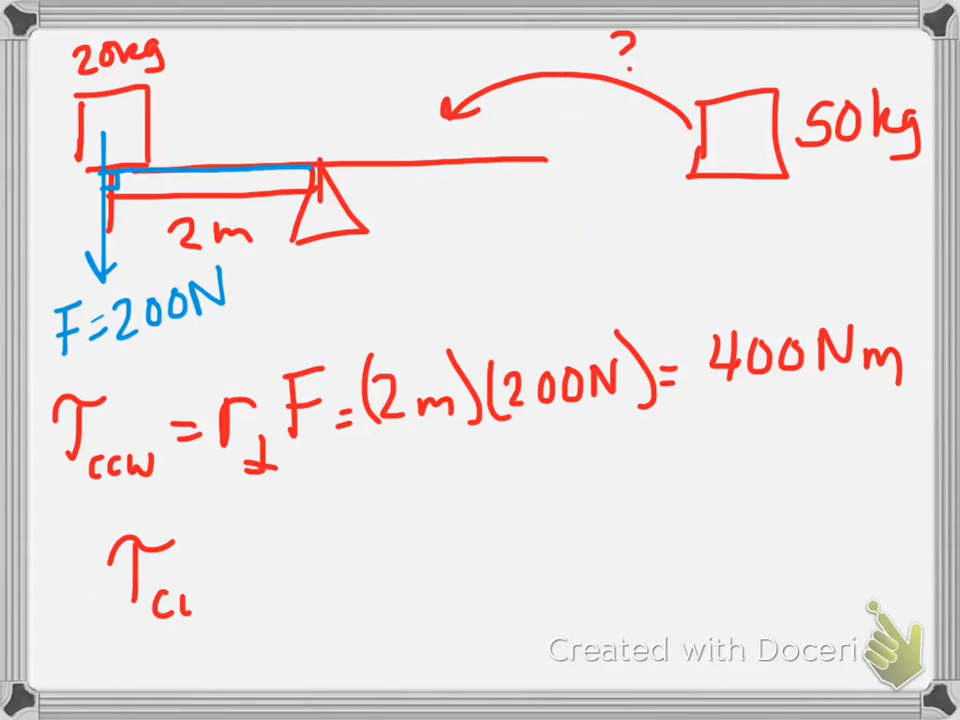 20kg
?
50kg
2m
F=200N
τccw = r⊥F=(2m)(200N)= 400Nm
τcl
Created with Doceri